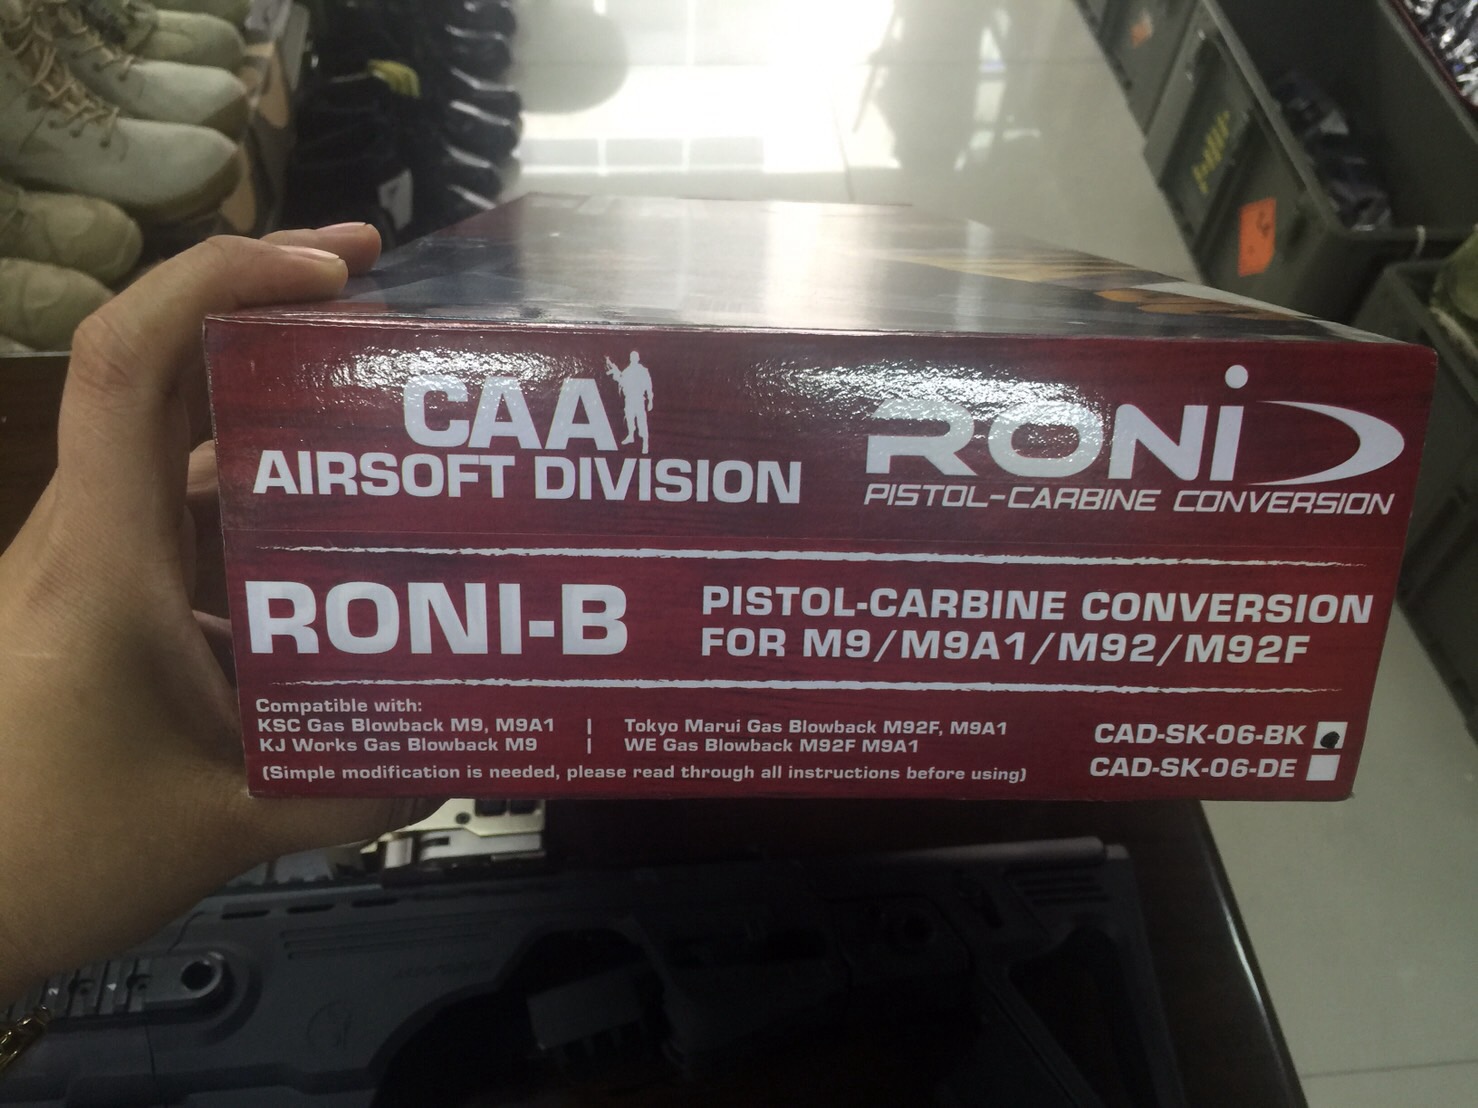 CAA
AIRSOFT DIVISION
RONI
PISTOL-CARBINE CONVERSION
RONI-B
PISTOL-CARBINE CONVERSION
FOR M9/M9A1/M92/M92F
Compatible with:
KSC Gas Blowback M9, M9A1 | Tokyo Marui Gas Blowback M92F, M9A1
KJ Works Gas Blowback M9 | WE Gas Blowback M92F M9A1
(Simple modification is needed, please read through all instructions before using)
CAD-SK-06-BK
CAD-SK-06-DE